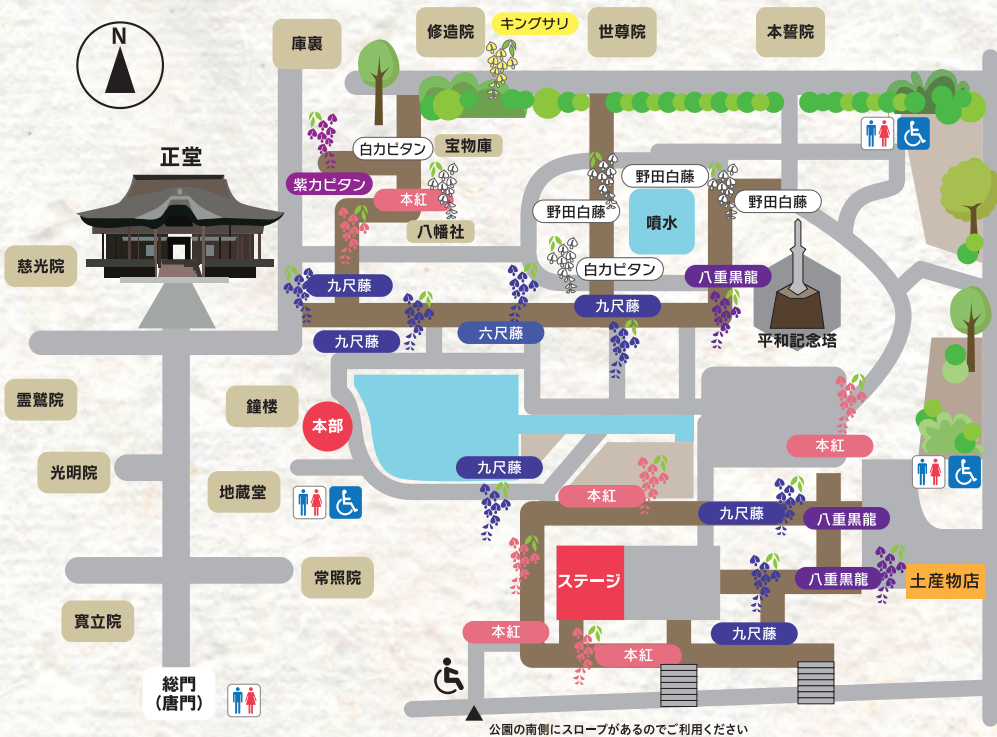 N
庫裏
修造院
キングサリ
世尊院
本誓院
白カピタン
宝物庫
正堂
紫カピタン
本紅
野田白藤
野田白藤
野田白藤
噴水
八幡社
慈光院
九尺藤
白カピタン
八重黒龍
九尺藤
六尺藤
九尺藤
平和記念塔
霊鷲院
鐘楼
本部
本紅
光明院
九尺藤
地蔵堂
本紅
九尺藤
八重黒龍
常照院
ステージ
八重黒龍
土産物店
寛立院
本紅
九尺藤
本紅
総門
(唐門)
公園の南側にスロープがあるのでご利用ください